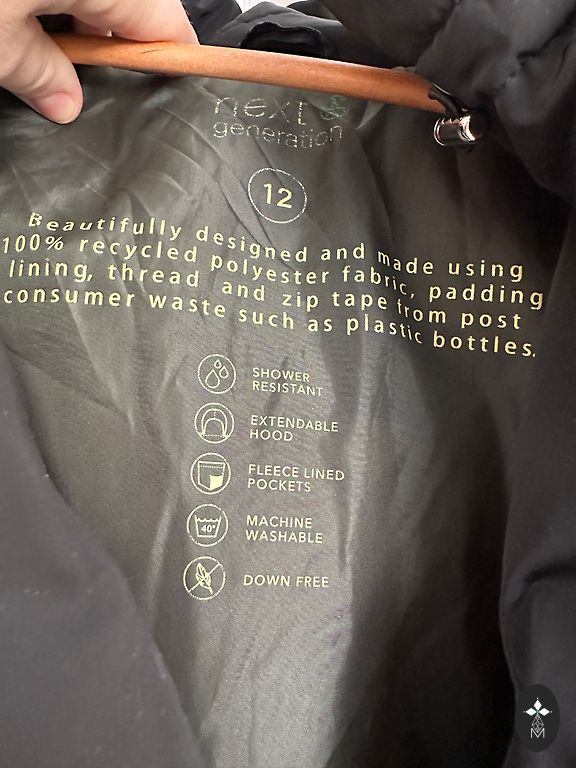 next
generation
12
Beautifully designed and made using
100% recycled polyester fabric, padding
lining, thread and zip tape from post
consumer waste such as plastic bottles.
SHOWER
RESISTANT
EXTENDABLE
HOOD
FLEECE LINED
POCKETS
40°
MACHINE
WASHABLE
DOWN FREE
M